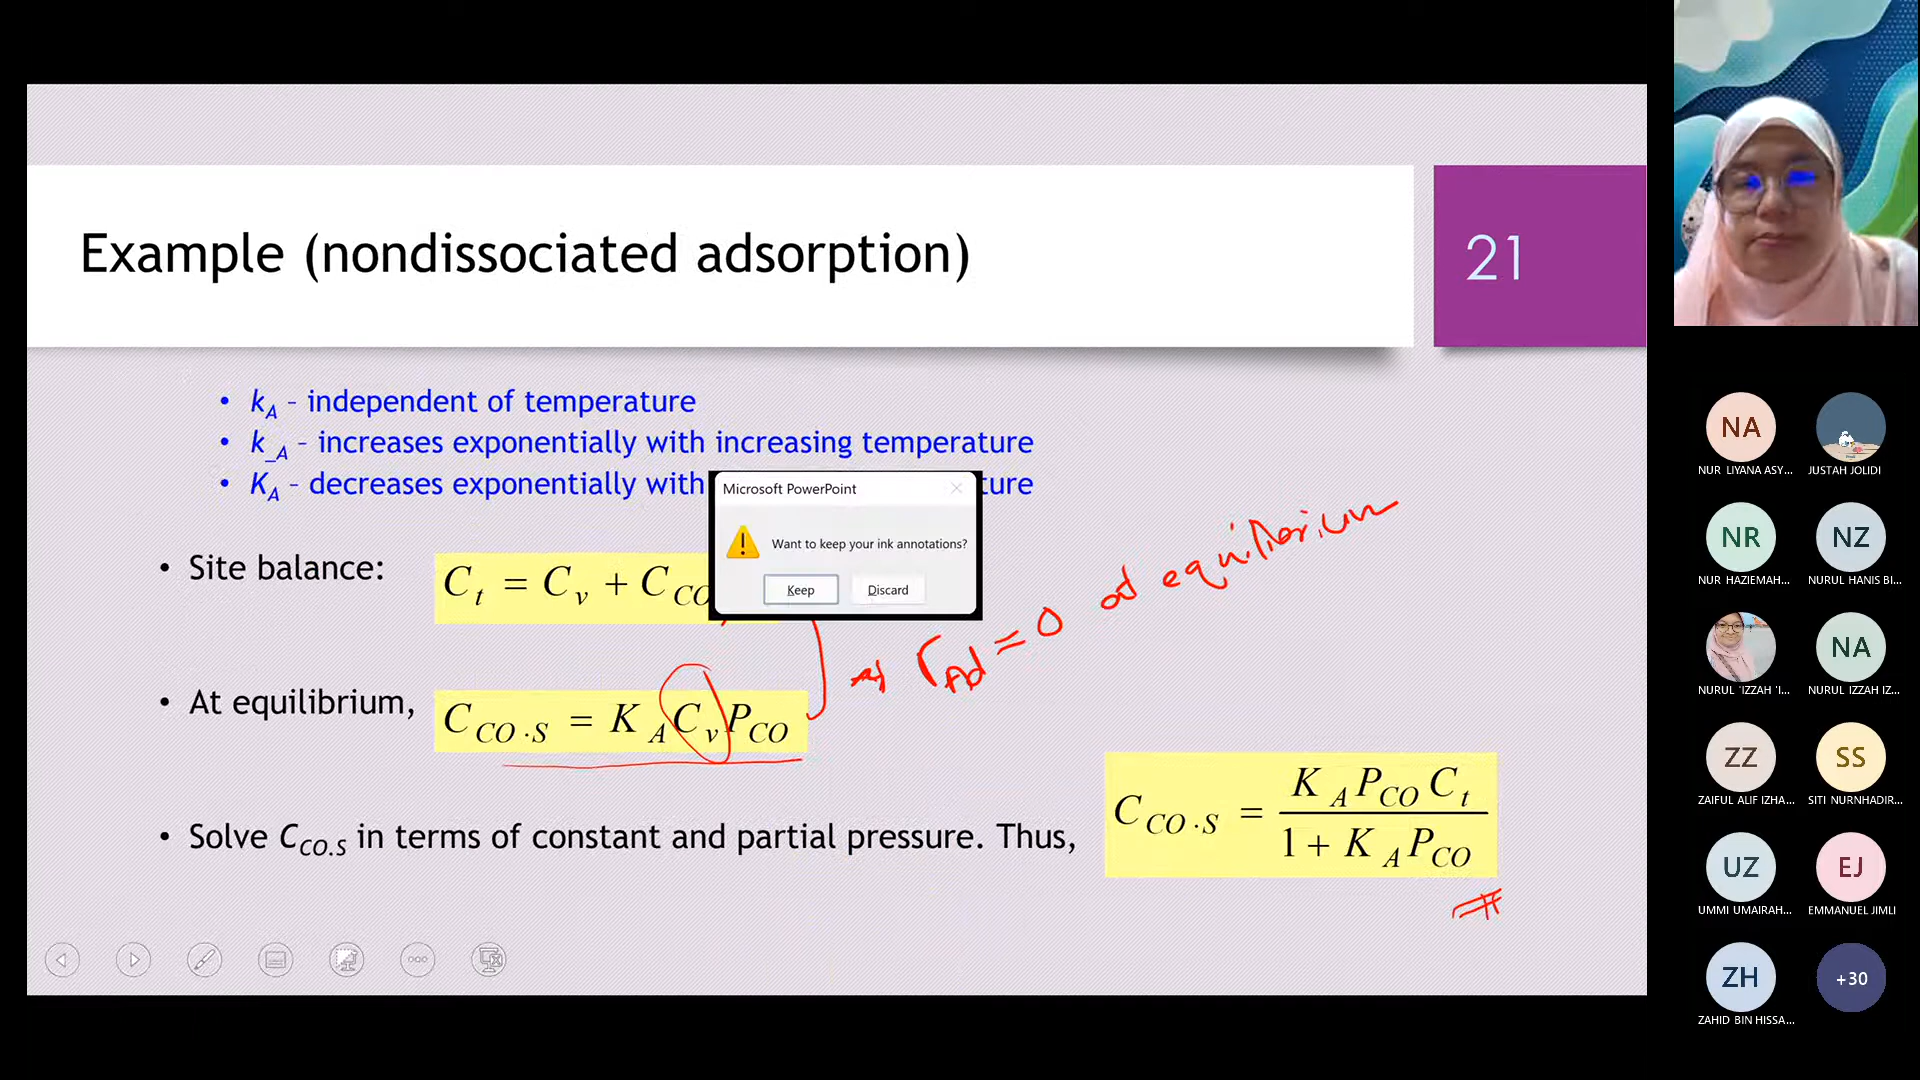 Example (nondissociated adsorption)
21
• k_A – independent of temperature
• k__A – increases exponentially with increasing temperature
• K_A – decreases exponentially with ture
Microsoft PowerPoint
Want to keep your ink annotations?
Keep Discard
• Site balance: C_t = C_v + C_CO
r_Ad = 0 at equilibrium
• At equilibrium, C_CO·S = K_A C_v P_CO
• Solve C_CO.S in terms of constant and partial pressure. Thus, C_CO·S = K_A P_CO C_t / 1 + K_A P_CO
NA
NUR LIYANA ASY...
JUSTAH JOLIDI
NR
NUR HAZIEMAH...
NZ
NURUL HANIS BI...
NURUL 'IZZAH 'I...
NA
NURUL IZZAH IZ...
ZZ
ZAIFUL ALIF IZHA...
SS
SITI NURNHADIR...
UZ
UMMI UMAIRAH...
EJ
EMMANUEL JIMLI
ZH
ZAHID BIN HISSA...
+30